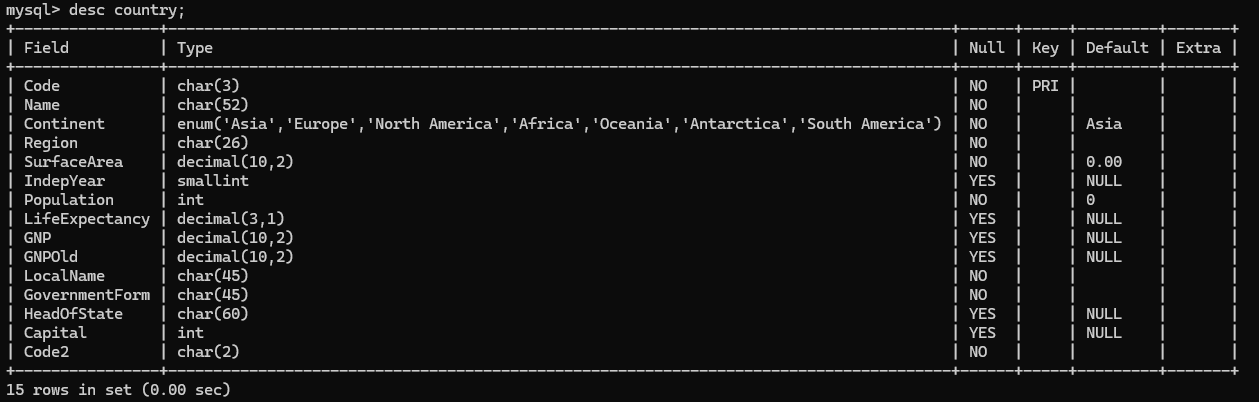 mysql> desc country;
+----------------+---------------------------------------------------------------------------------------+------+-----+---------+-------+
| Field          | Type                                                                                  | Null | Key | Default | Extra |
+----------------+---------------------------------------------------------------------------------------+------+-----+---------+-------+
| Code           | char(3)                                                                               | NO   | PRI |         |       |
| Name           | char(52)                                                                              | NO   |     |         |       |
| Continent      | enum('Asia','Europe','North America','Africa','Oceania','Antarctica','South America') | NO   |     | Asia    |       |
| Region         | char(26)                                                                              | NO   |     |         |       |
| SurfaceArea    | decimal(10,2)                                                                         | NO   |     | 0.00    |       |
| IndepYear      | smallint                                                                              | YES  |     | NULL    |       |
| Population     | int                                                                                   | NO   |     | 0       |       |
| LifeExpectancy | decimal(3,1)                                                                          | YES  |     | NULL    |       |
| GNP            | decimal(10,2)                                                                         | YES  |     | NULL    |       |
| GNPOld         | decimal(10,2)                                                                         | YES  |     | NULL    |       |
| LocalName      | char(45)                                                                              | NO   |     |         |       |
| GovernmentForm | char(45)                                                                              | NO   |     |         |       |
| HeadOfState    | char(60)                                                                              | YES  |     | NULL    |       |
| Capital        | int                                                                                   | YES  |     | NULL    |       |
| Code2          | char(2)                                                                               | NO   |     |         |       |
+----------------+---------------------------------------------------------------------------------------+------+-----+---------+-------+
15 rows in set (0.00 sec)